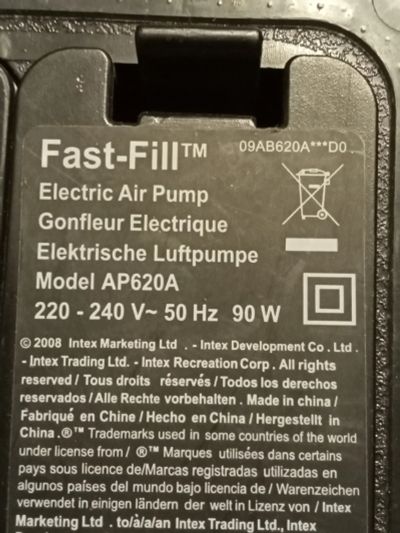 Fast-Fill™ 09AB620A***D0
Electric Air Pump
Gonfleur Electrique
Elektrische Luftpumpe
Model AP620A
220 - 240 V~ 50 Hz 90 W
© 2008 Intex Marketing Ltd . - Intex Development Co . Ltd .
- Intex Trading Ltd. - Intex Recreation Corp . All rights
reserved / Tous droits réservés / Todos los derechos
reservados / Alle Rechte vorbehalten . Made in china /
Fabriqué en Chine / Hecho en China / Hergestellt in
China .®™ Trademarks used in some countries of the world
under license from / ®™ Marques utilisées dans certains
pays sous licence de/Marcas registradas utilizadas en
algunos países del mundo bajo licencia de / Warenzeichen
verwendet in einigen ländern der welt in Lizenz von / Intex
Marketing Ltd . to/à/a/an Intex Trading Ltd., Intex